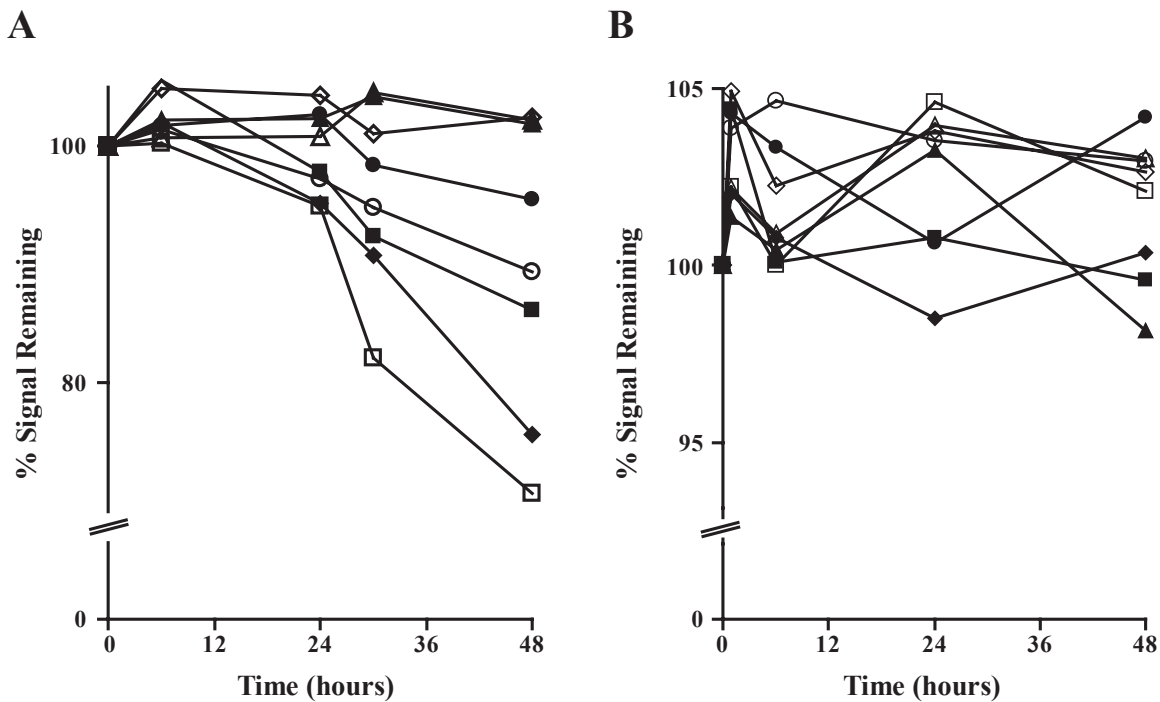 A
% Signal Remaining
100
80
0
0 12 24 36 48
Time (hours)
B
% Signal Remaining
105
100
95
0
0 12 24 36 48
Time (hours)